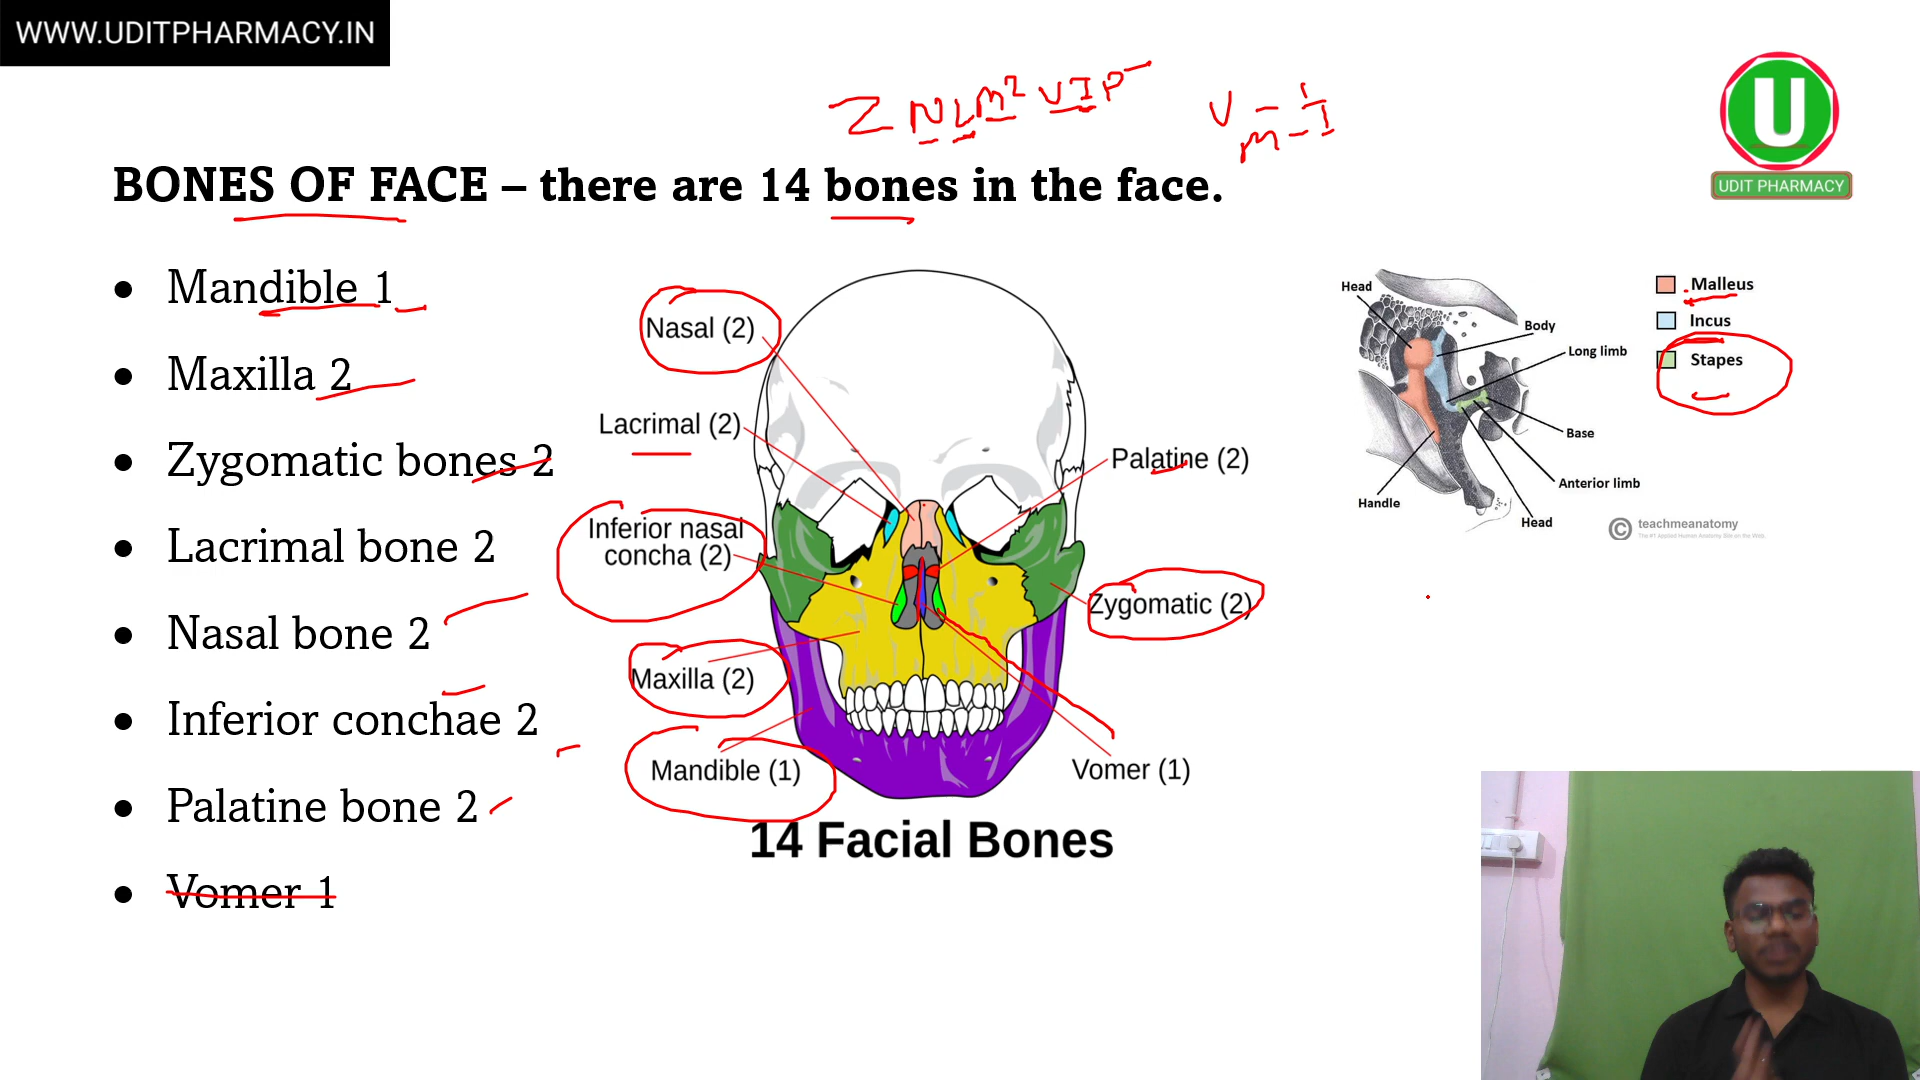 WWW.UDITPHARMACY.IN
Z N L M² V I P
V - 1
M - 1
U
UDIT PHARMACY
BONES OF FACE – there are 14 bones in the face.
• Mandible 1
• Maxilla 2
• Zygomatic bones 2
• Lacrimal bone 2
• Nasal bone 2
• Inferior conchae 2
• Palatine bone 2
• Vomer 1
Nasal (2)
Lacrimal (2)
Inferior nasal
concha (2)
Maxilla (2)
Mandible (1)
Palatine (2)
Zygomatic (2)
Vomer (1)
14 Facial Bones
Head
Body
Long limb
Base
Anterior limb
Head
Handle
Malleus
Incus
Stapes
© teachmeanatomy